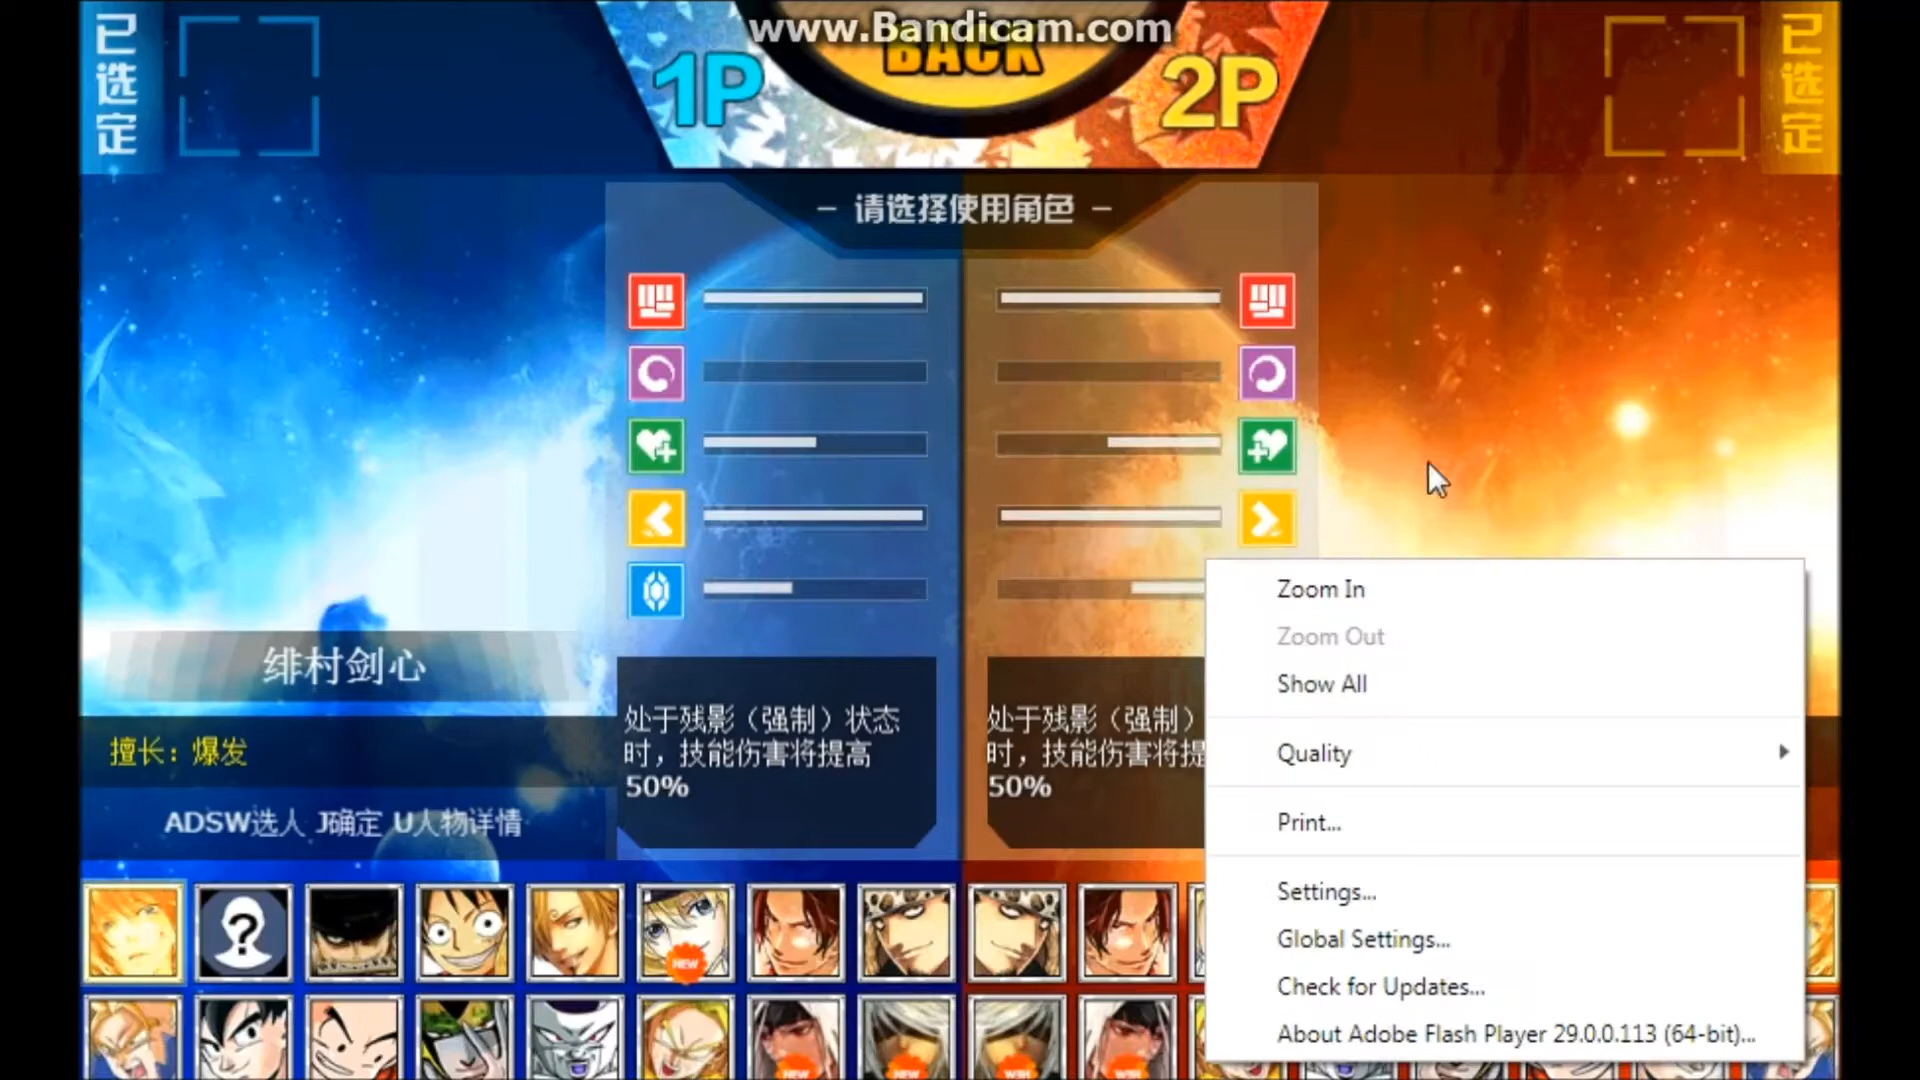 www.Bandicam.com
BACK
已选定
1P
2P
已选定
– 请选择使用角色 –
绯村剑心
擅长：爆发
ADSW选人 J确定 U人物详情
处于残影（强制）状态
时，技能伤害将提高
50%
处于残影（强制）
时，技能伤害将提
50%
Zoom In
Zoom Out
Show All
Quality
Print...
Settings...
Global Settings...
Check for Updates...
About Adobe Flash Player 29.0.0.113 (64-bit)...
?
NEW
NEW
NEW